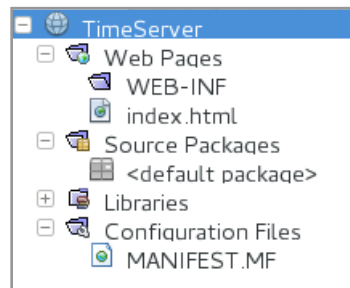 TimeServer
Web Pages
WEB-INF
index.html
Source Packages
<default package>
Libraries
Configuration Files
MANIFEST.MF